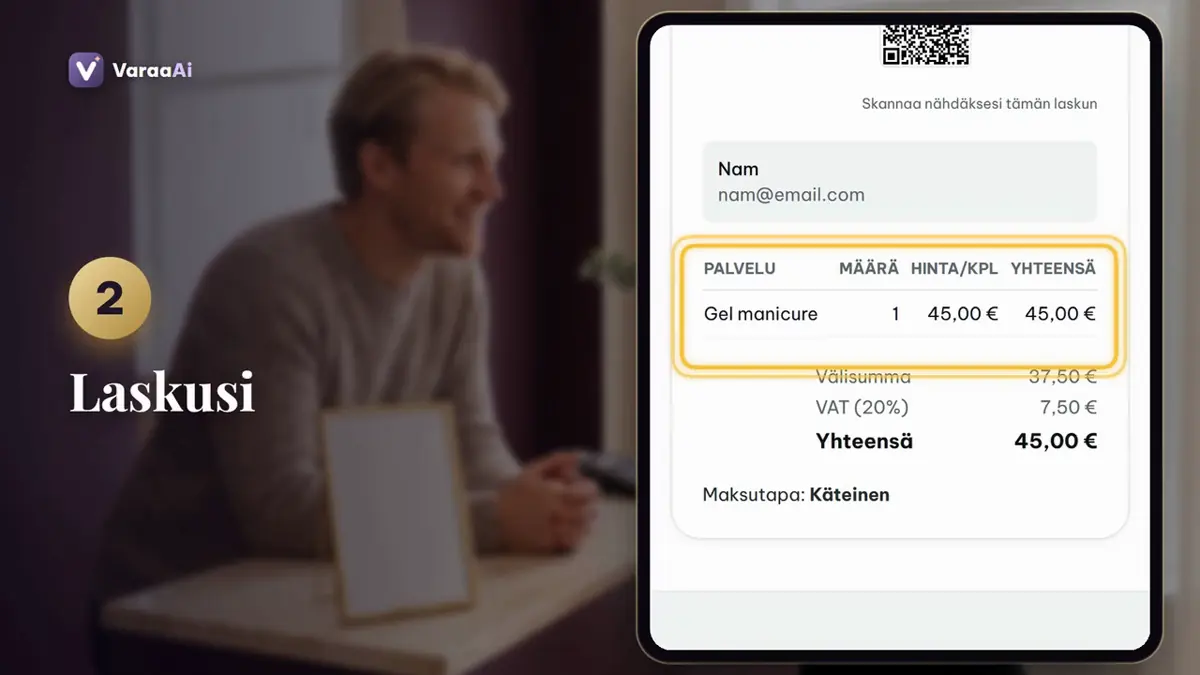 VaraaAi
2
Laskusi
Skannaa nähdäksesi tämän laskun
Nam
nam@email.com
PALVELU MÄÄRÄ HINTA/KPL YHTEENSÄ
Gel manicure 1 45,00 € 45,00 €
Välisumma 37,50 €
VAT (20%) 7,50 €
Yhteensä 45,00 €
Maksutapa: Käteinen